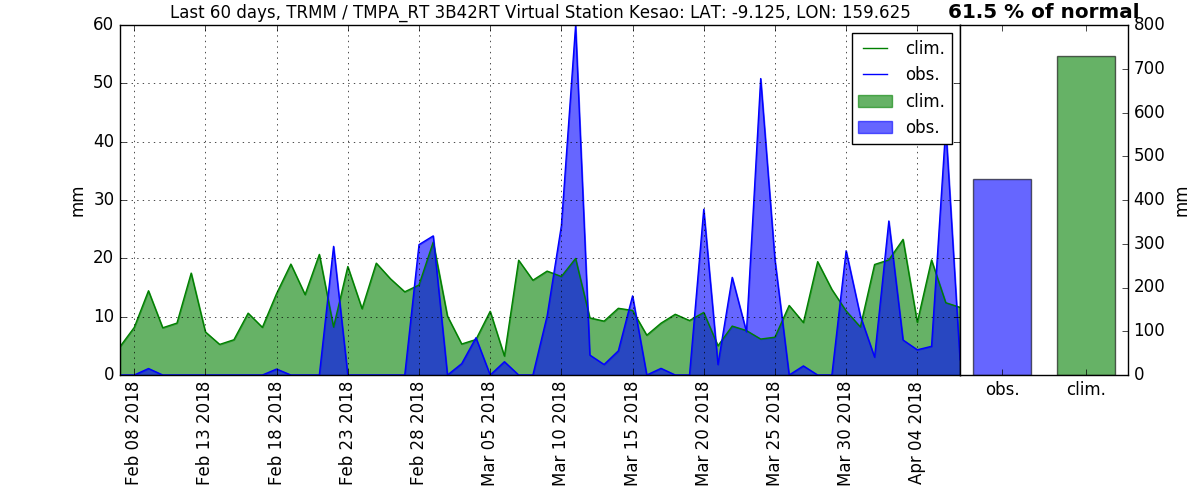 Last 60 days, TRMM / TMPA_RT 3B42RT Virtual Station Kesao: LAT: -9.125, LON: 159.625
61.5 % of normal
60
50
40
30
20
10
0
mm
clim.
obs.
clim.
obs.
800
700
600
500
400
300
200
100
0
mm
obs.
clim.
Feb 08 2018
Feb 13 2018
Feb 18 2018
Feb 23 2018
Feb 28 2018
Mar 05 2018
Mar 10 2018
Mar 15 2018
Mar 20 2018
Mar 25 2018
Mar 30 2018
Apr 04 2018